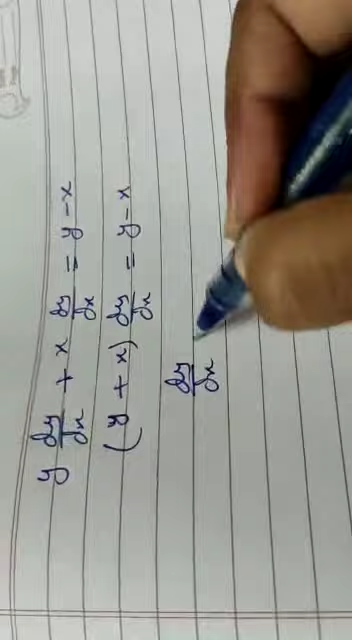 y dy/dx + x dy/dx = y - x
(y + x) dy/dx = y - x
dy/dx